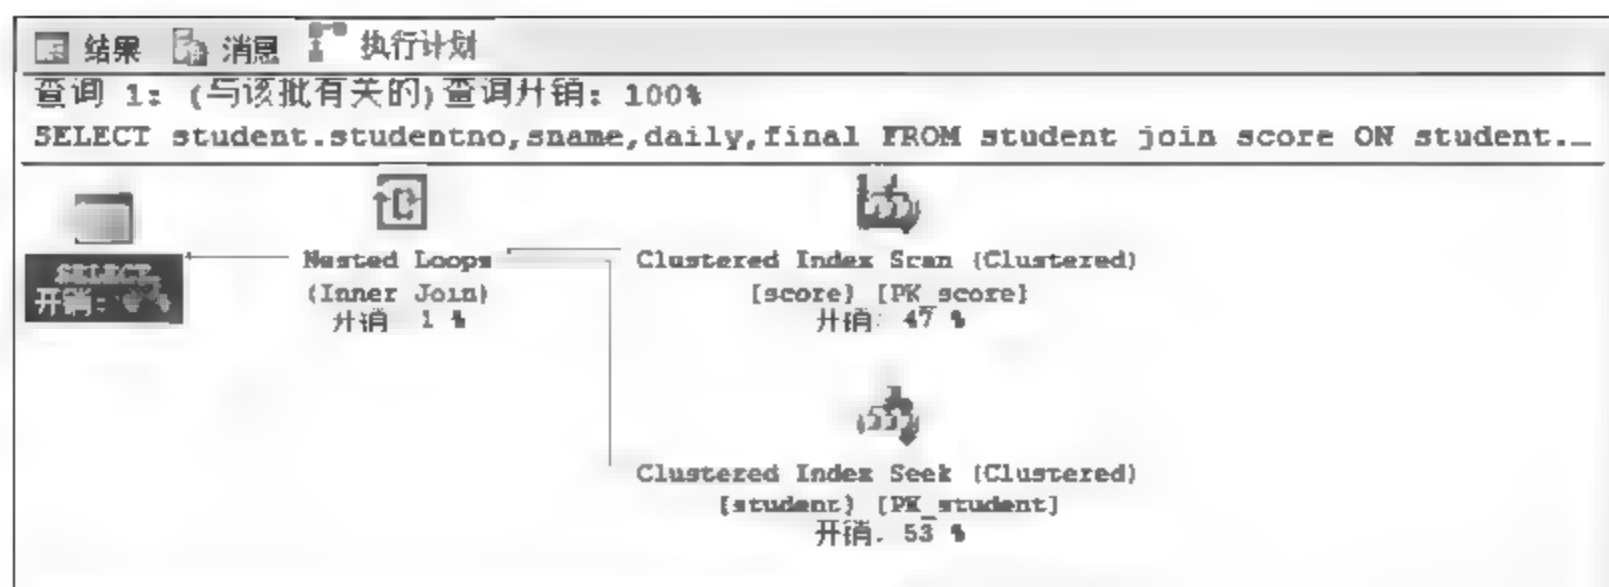 结果 消息 执行计划
查询 1: (与该批有关的)查询开销: 100%
SELECT student.studentno,sname,daily,final FROM student join score ON student.…
Nested Loops
(Inner Join)
开销 1 %
Clustered Index Scan (Clustered)
[score] [PK_score]
开销: 47 %
SELECT
开销:
Clustered Index Seek (Clustered)
[student] [PK_student]
开销. 53 %